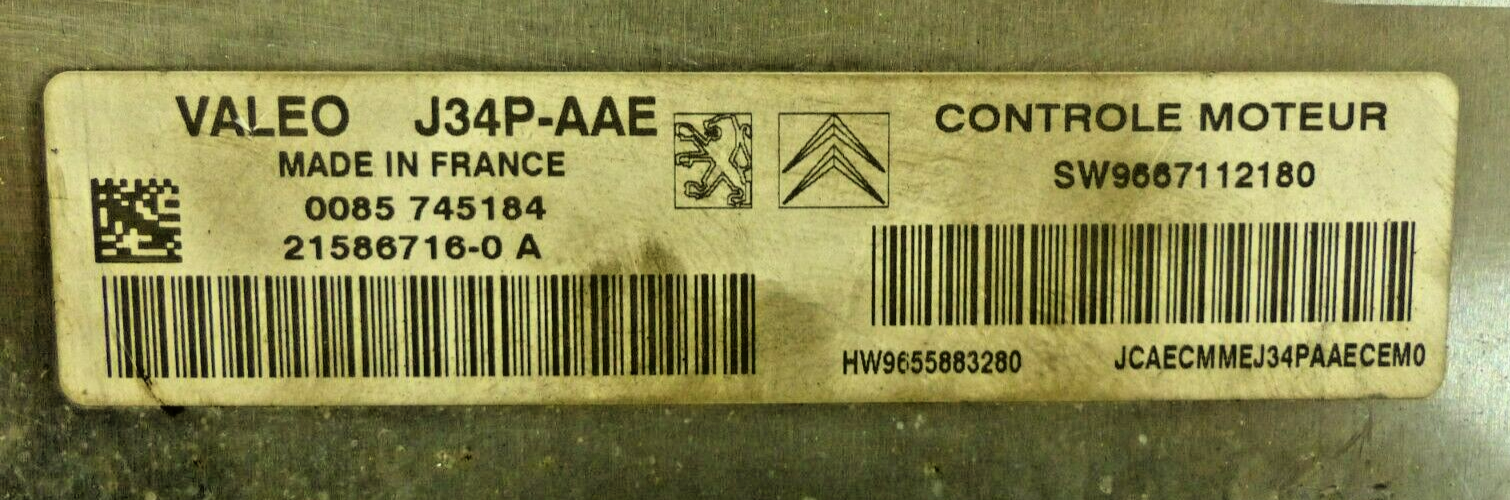 VALEO J34P-AAE
MADE IN FRANCE
0085 745184
21586716-0 A
CONTROLE MOTEUR
SW9667112180
HW9655883280
JCAECMMEJ34PAAECEM0